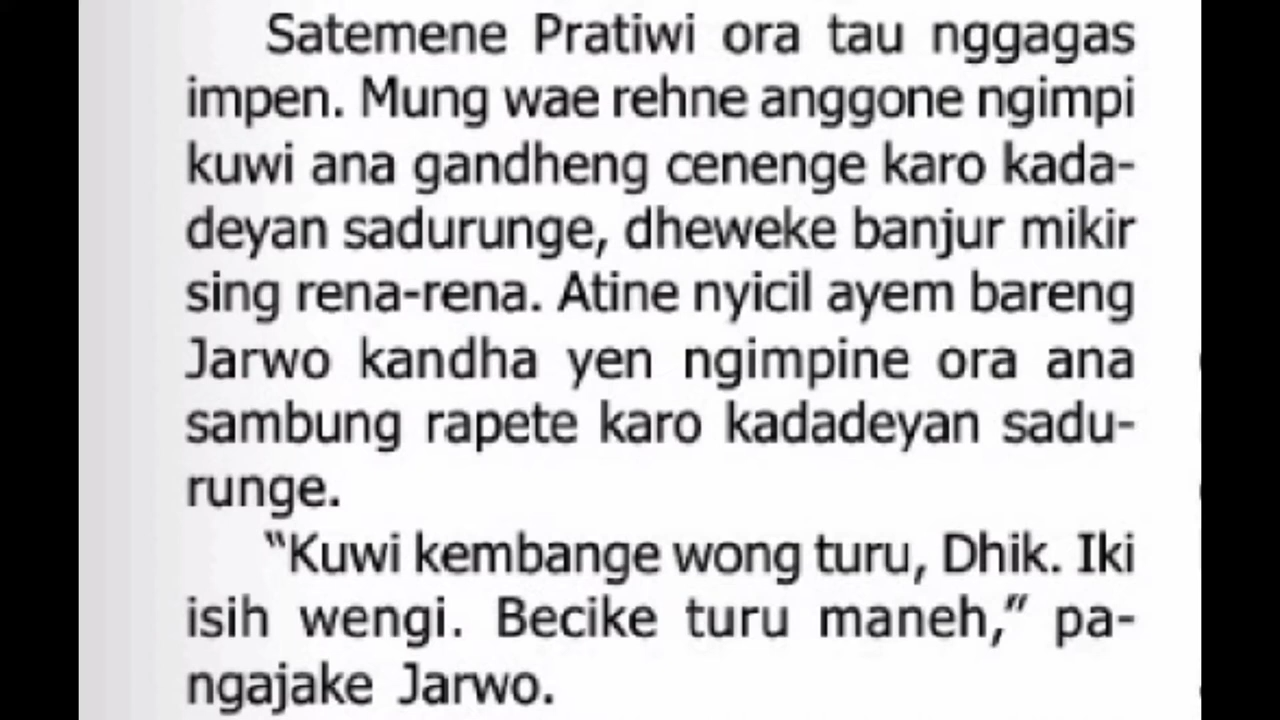 Satemene Pratiwi ora tau nggagas
impen. Mung wae rehne anggone ngimpi
kuwi ana gandheng cenenge karo kada-
deyan sadurunge, dheweke banjur mikir
sing rena-rena. Atine nyicil ayem bareng
Jarwo kandha yen ngimpine ora ana
sambung rapete karo kadadeyan sadu-
runge.
“Kuwi kembange wong turu, Dhik. Iki
isih wengi. Becike turu maneh,” pa-
ngajake Jarwo.